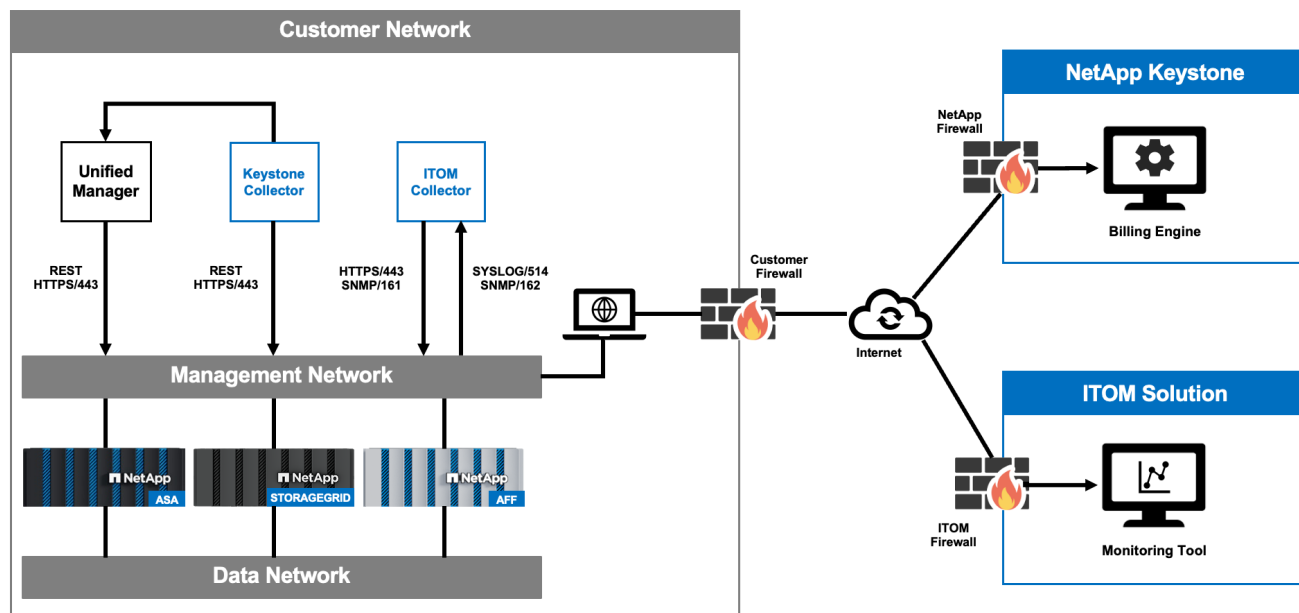 Customer Network
Unified
Manager
Keystone
Collector
ITOM
Collector
REST
HTTPS/443
REST
HTTPS/443
HTTPS/443
SNMP/161
SYSLOG/514
SNMP/162
Management Network
NetApp
ASA
NetApp
STORAGEGRID
NetApp
AFF
Data Network
Customer
Firewall
Internet
NetApp
Firewall
NetApp Keystone
Billing Engine
ITOM Solution
ITOM
Firewall
Monitoring Tool